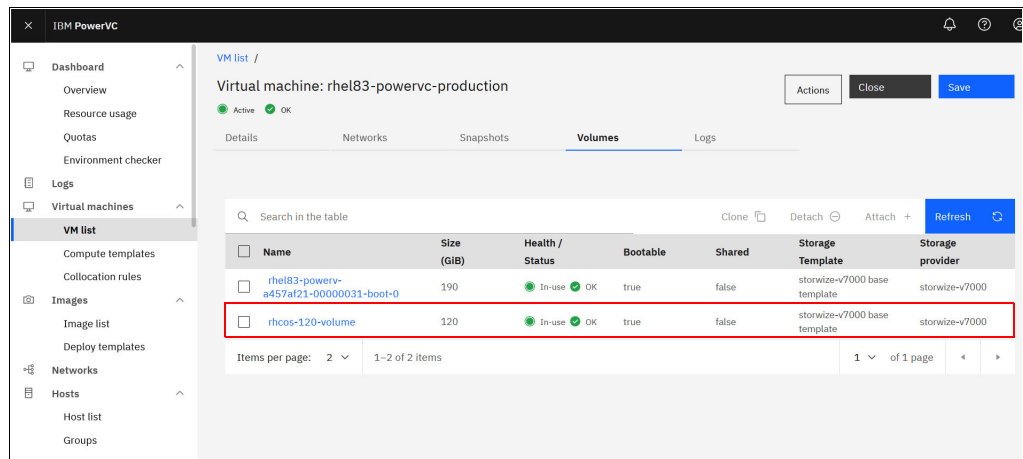 IBM PowerVC
Dashboard
Overview
Resource usage
Quotas
Environment checker
Logs
Virtual machines
VM list
Compute templates
Collocation rules
Images
Image list
Deploy templates
Networks
Hosts
Host list
Groups
VM list /
Virtual machine: rhel83-powervc-production
Actions
Close
Save
Active OK
Details Networks Snapshots Volumes Logs
Search in the table
Clone
Detach
Attach +
Refresh
Name Size (GiB) Health / Status Bootable Shared Storage Template Storage provider
rhel83-powerv-a457af21-00000031-boot-0 190 In-use OK true false storwize-v7000 base template storwize-v7000
rhcos-120-volume 120 In-use OK true false storwize-v7000 base template storwize-v7000
Items per page: 2 1–2 of 2 items 1 of 1 page